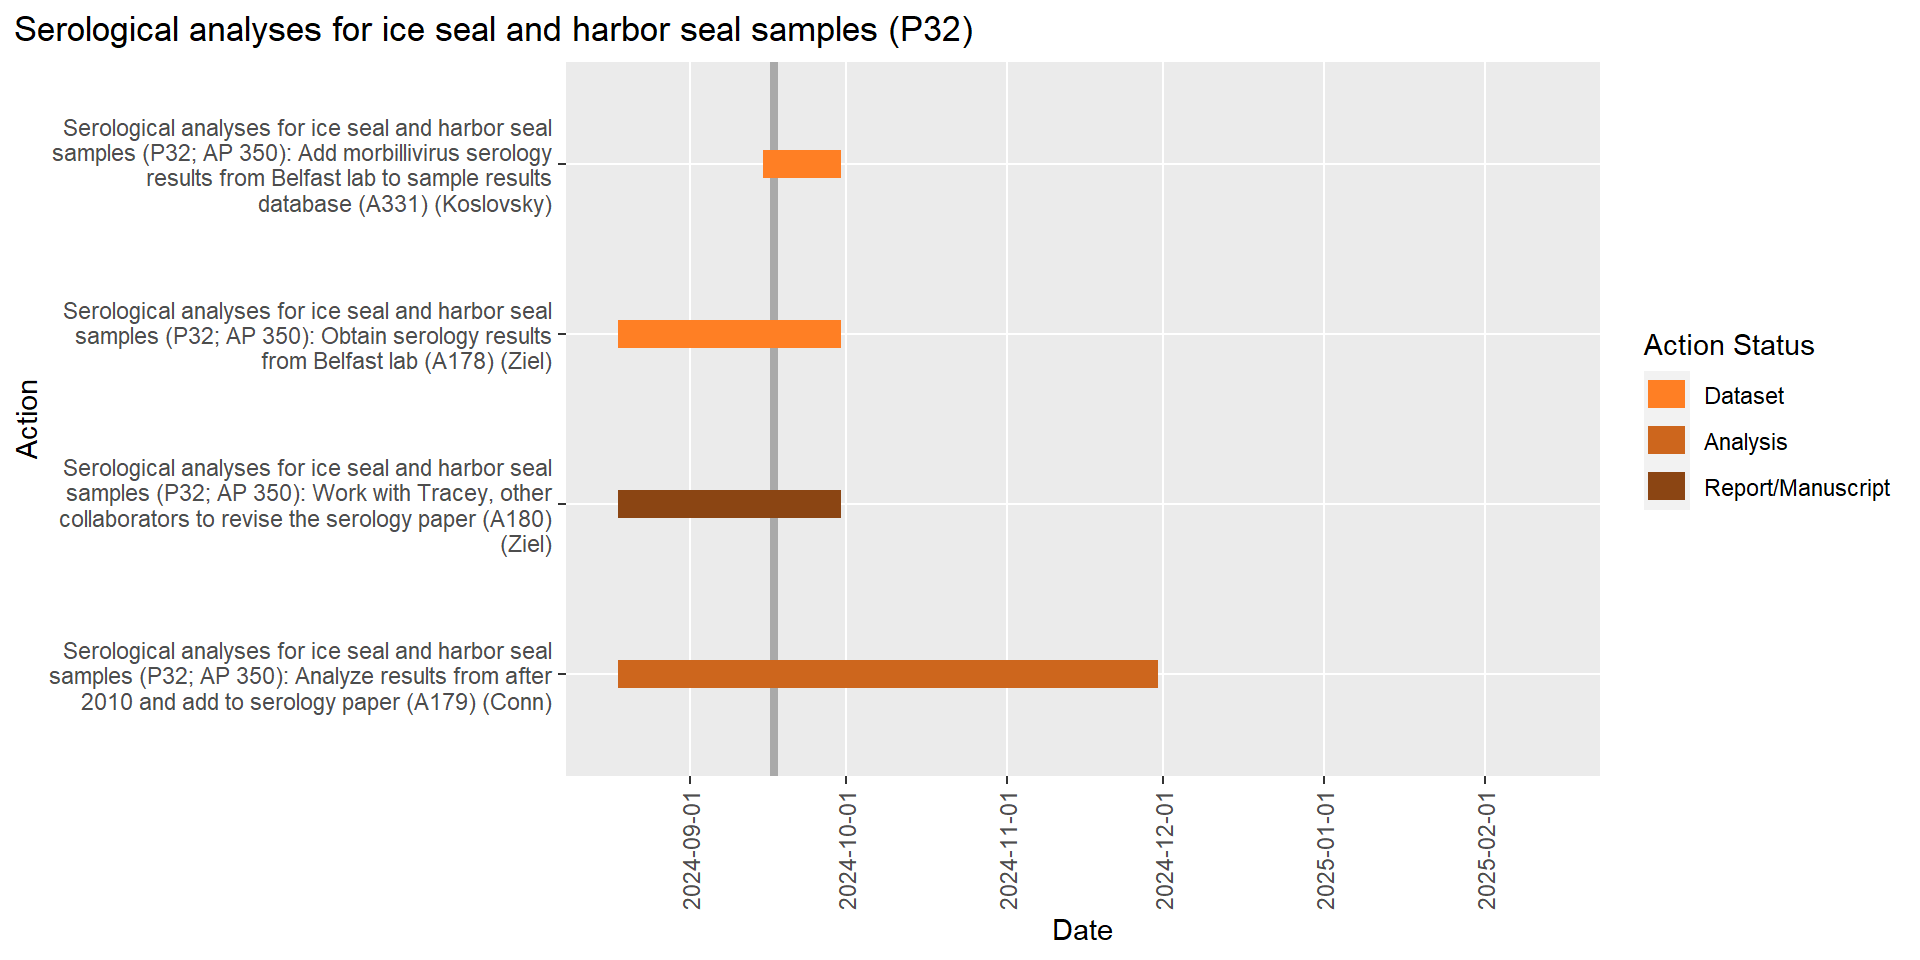 Serological analyses for ice seal and harbor seal samples (P32)
Serological analyses for ice seal and harbor seal
samples (P32; AP 350): Add morbillivirus serology
results from Belfast lab to sample results
database (A331) (Koslovsky)
Serological analyses for ice seal and harbor seal
samples (P32; AP 350): Obtain serology results
from Belfast lab (A178) (Ziel)
Serological analyses for ice seal and harbor seal
samples (P32; AP 350): Work with Tracey, other
collaborators to revise the serology paper (A180)
(Ziel)
Serological analyses for ice seal and harbor seal
samples (P32; AP 350): Analyze results from after
2010 and add to serology paper (A179) (Conn)
Action
2024-09-01
2024-10-01
2024-11-01
2024-12-01
2025-01-01
2025-02-01
Date
Action Status
Dataset
Analysis
Report/Manuscript